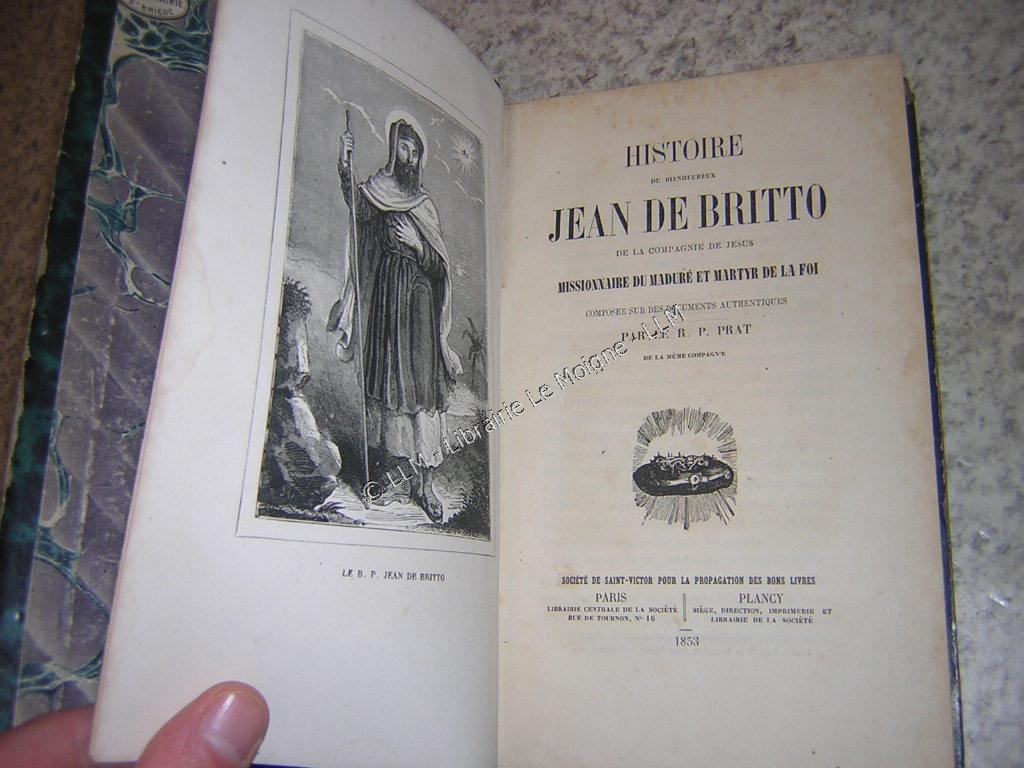 LE R. P. JEAN DE BRITTO
HISTOIRE
DU BIENHEUREUX
JEAN DE BRITTO
DE LA COMPAGNIE DE JESUS
MISSIONNAIRE DU MADURÉ ET MARTYR DE LA FOI
COMPOSEE SUR DES DOCUMENTS AUTHENTIQUES
PAR LE R. P. PRAT
DE LA MÊME COMPAGNIE
SOCIÉTÉ DE SAINT-VICTOR POUR LA PROPAGATION DES BONS LIVRES
PARIS
LIBRAIRIE CENTRALE DE LA SOCIÉTÉ
RUE DE TOURNON, Nº 16
PLANCY
SIÈGE, DIRECTION, IMPRIMERIE ET
LIBRAIRIE DE LA SOCIÉTÉ
1853
© LLM - Librairie Le Moigne - LLM